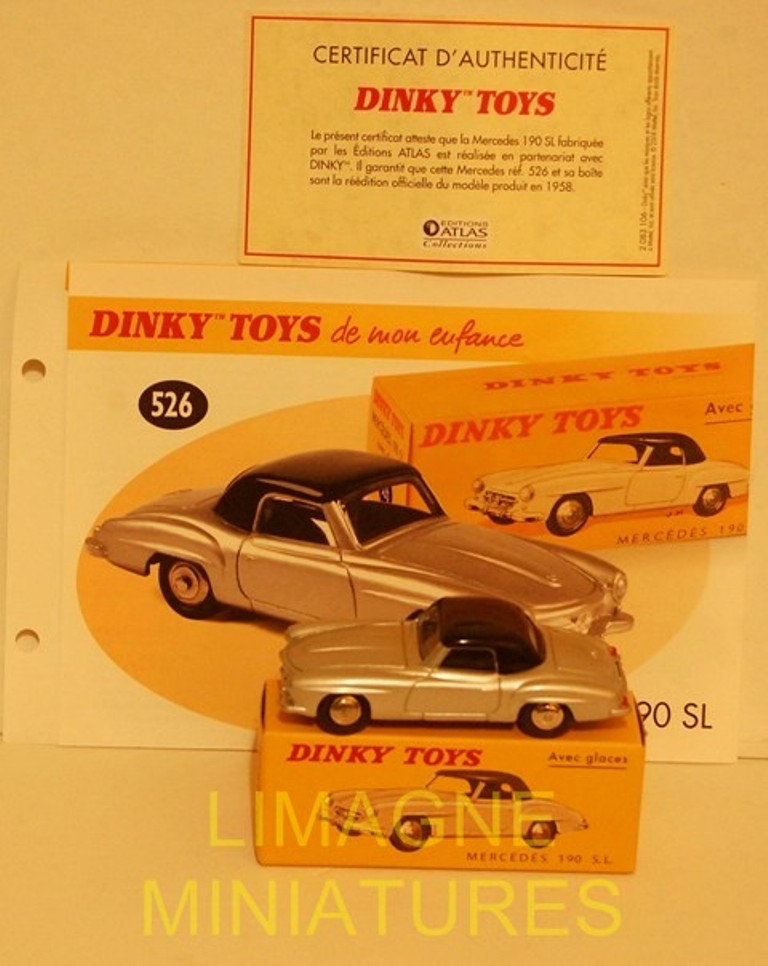 CERTIFICAT D'AUTHENTICITÉ
DINKY™ TOYS
Le présent certificat atteste que la Mercedes 190 SL fabriquée
par les Éditions ATLAS est réalisée en partenariat avec
DINKY™. Il garantit que cette Mercedes réf. 526 et sa boîte
sont la réédition officielle du modèle produit en 1958.
EDITIONS
ATLAS
Collections
DINKY™ TOYS de mon enfance
526
DINKY TOYS
DINKY TOYS
Avec
MERCÉDÈS 190
90 SL
DINKY TOYS
Avec glaces
MERCÉDÈS 190 S.L.
LIMAGNE
MINIATURES